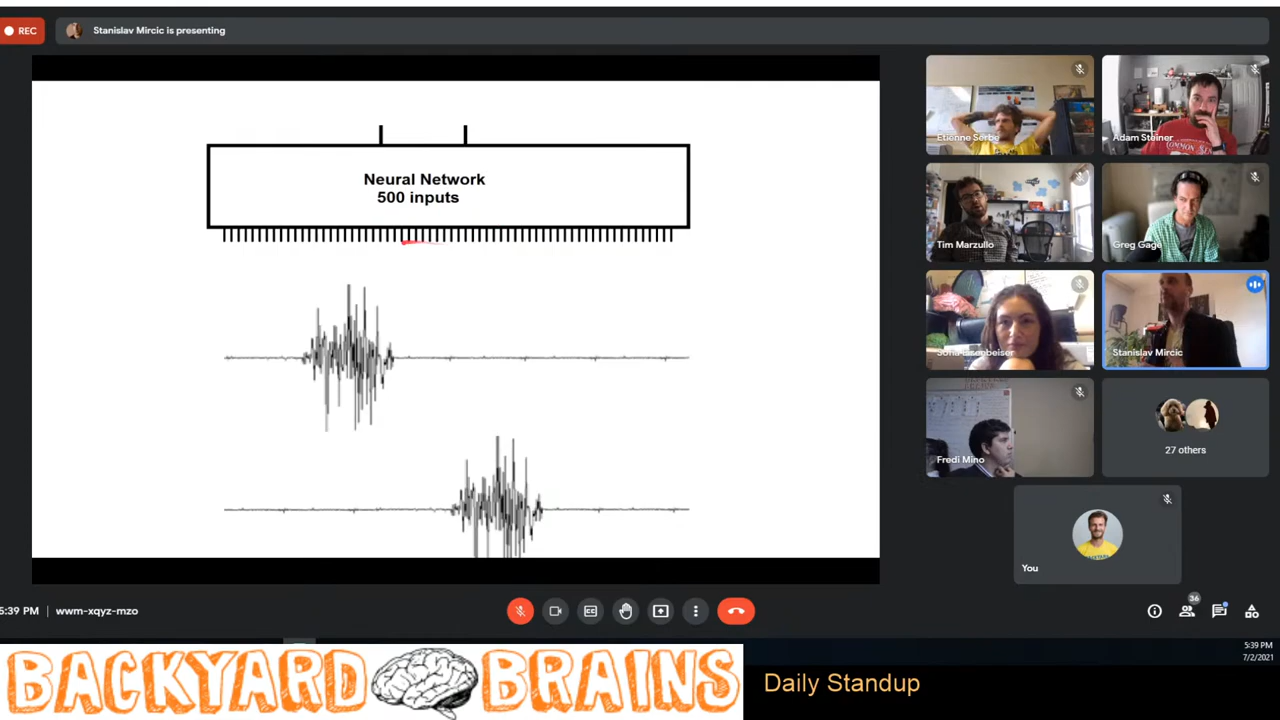 REC
Stanislav Mircic is presenting
Neural Network
500 inputs
Etienne Serbe
Adam Steiner
Tim Marzullo
Greg Gage
Stanislav Mircic
Fredi Mino
27 others
You
5:39 PM
wwm-xqyz-mzo
36
5:39 PM
7/2/2021
BACKYARD BRAINS
Daily Standup